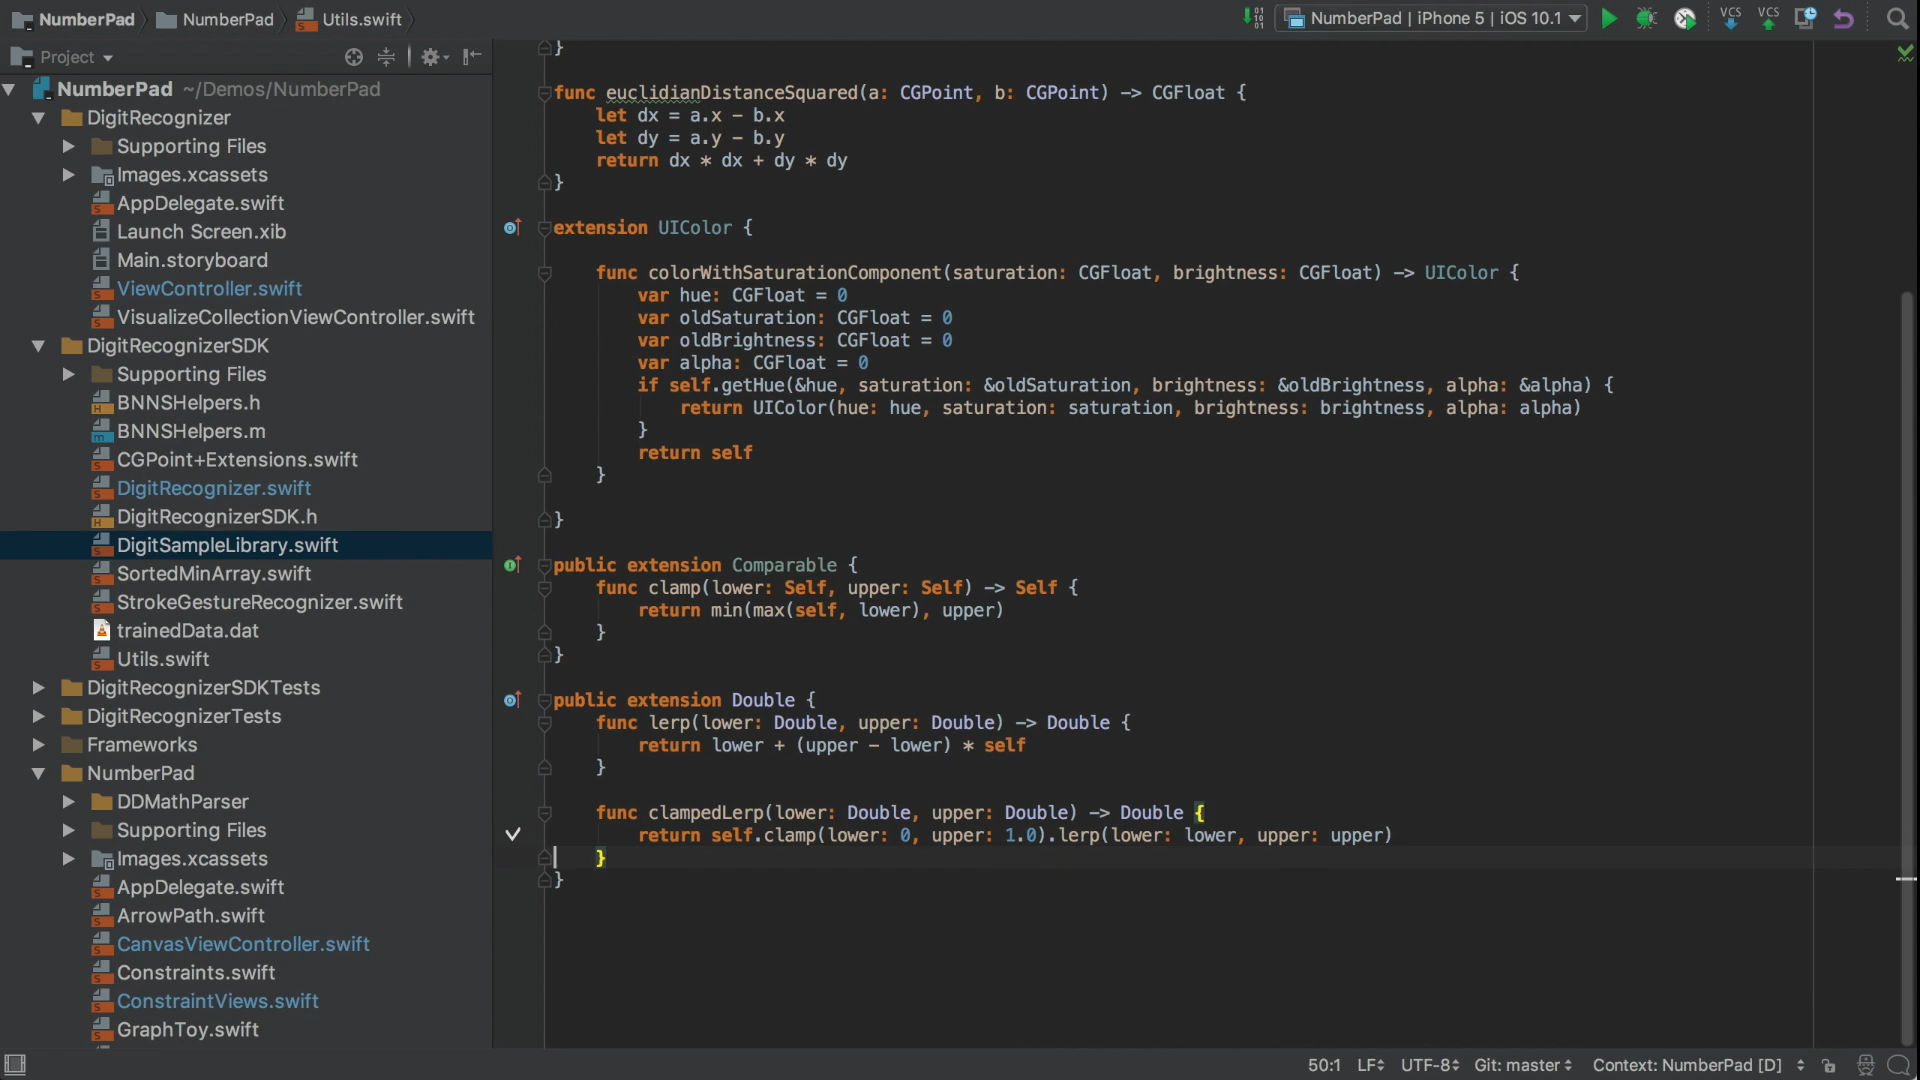 NumberPad NumberPad Utils.swift
NumberPad | iPhone 5 | iOS 10.1 VCS VCS
Project
NumberPad ~/Demos/NumberPad
DigitRecognizer
Supporting Files
Images.xcassets
AppDelegate.swift
Launch Screen.xib
Main.storyboard
ViewController.swift
VisualizeCollectionViewController.swift
DigitRecognizerSDK
Supporting Files
BNNSHelpers.h
BNNSHelpers.m
CGPoint+Extensions.swift
DigitRecognizer.swift
DigitRecognizerSDK.h
DigitSampleLibrary.swift
SortedMinArray.swift
StrokeGestureRecognizer.swift
trainedData.dat
Utils.swift
DigitRecognizerSDKTests
DigitRecognizerTests
Frameworks
NumberPad
DDMathParser
Supporting Files
Images.xcassets
AppDelegate.swift
ArrowPath.swift
CanvasViewController.swift
Constraints.swift
ConstraintViews.swift
GraphToy.swift
}
func euclidianDistanceSquared(a: CGPoint, b: CGPoint) -> CGFloat {
let dx = a.x - b.x
let dy = a.y - b.y
return dx * dx + dy * dy
}
extension UIColor {
func colorWithSaturationComponent(saturation: CGFloat, brightness: CGFloat) -> UIColor {
var hue: CGFloat = 0
var oldSaturation: CGFloat = 0
var oldBrightness: CGFloat = 0
var alpha: CGFloat = 0
if self.getHue(&hue, saturation: &oldSaturation, brightness: &oldBrightness, alpha: &alpha) {
return UIColor(hue: hue, saturation: saturation, brightness: brightness, alpha: alpha)
}
return self
}
}
public extension Comparable {
func clamp(lower: Self, upper: Self) -> Self {
return min(max(self, lower), upper)
}
}
public extension Double {
func lerp(lower: Double, upper: Double) -> Double {
return lower + (upper - lower) * self
}
func clampedLerp(lower: Double, upper: Double) -> Double {
return self.clamp(lower: 0, upper: 1.0).lerp(lower: lower, upper: upper)
}
}
50:1 LF UTF-8 Git: master Context: NumberPad [D]